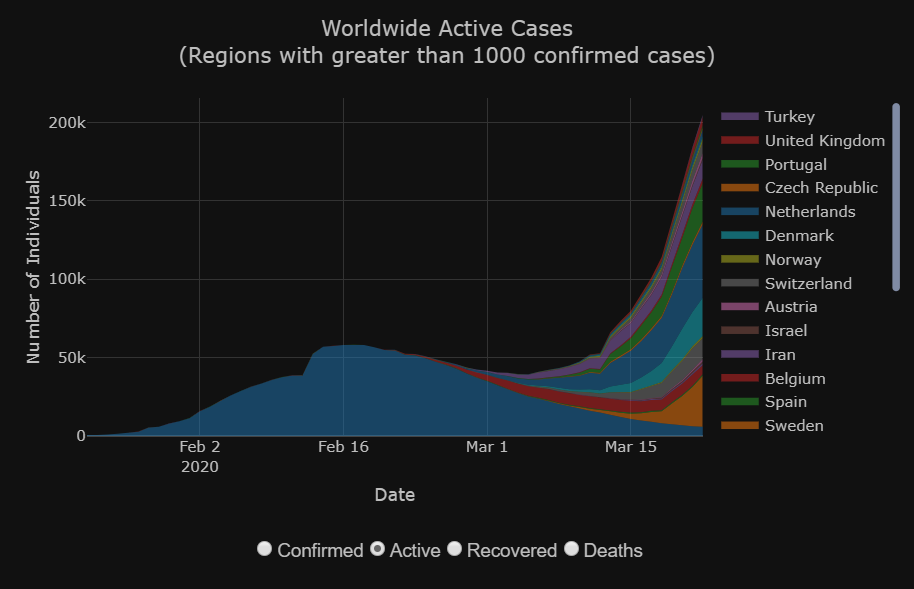 Worldwide Active Cases
(Regions with greater than 1000 confirmed cases)
Number of Individuals
200k
150k
100k
50k
0
Feb 2
2020
Feb 16
Mar 1
Mar 15
Date
Turkey
United Kingdom
Portugal
Czech Republic
Netherlands
Denmark
Norway
Switzerland
Austria
Israel
Iran
Belgium
Spain
Sweden
Confirmed Active Recovered Deaths